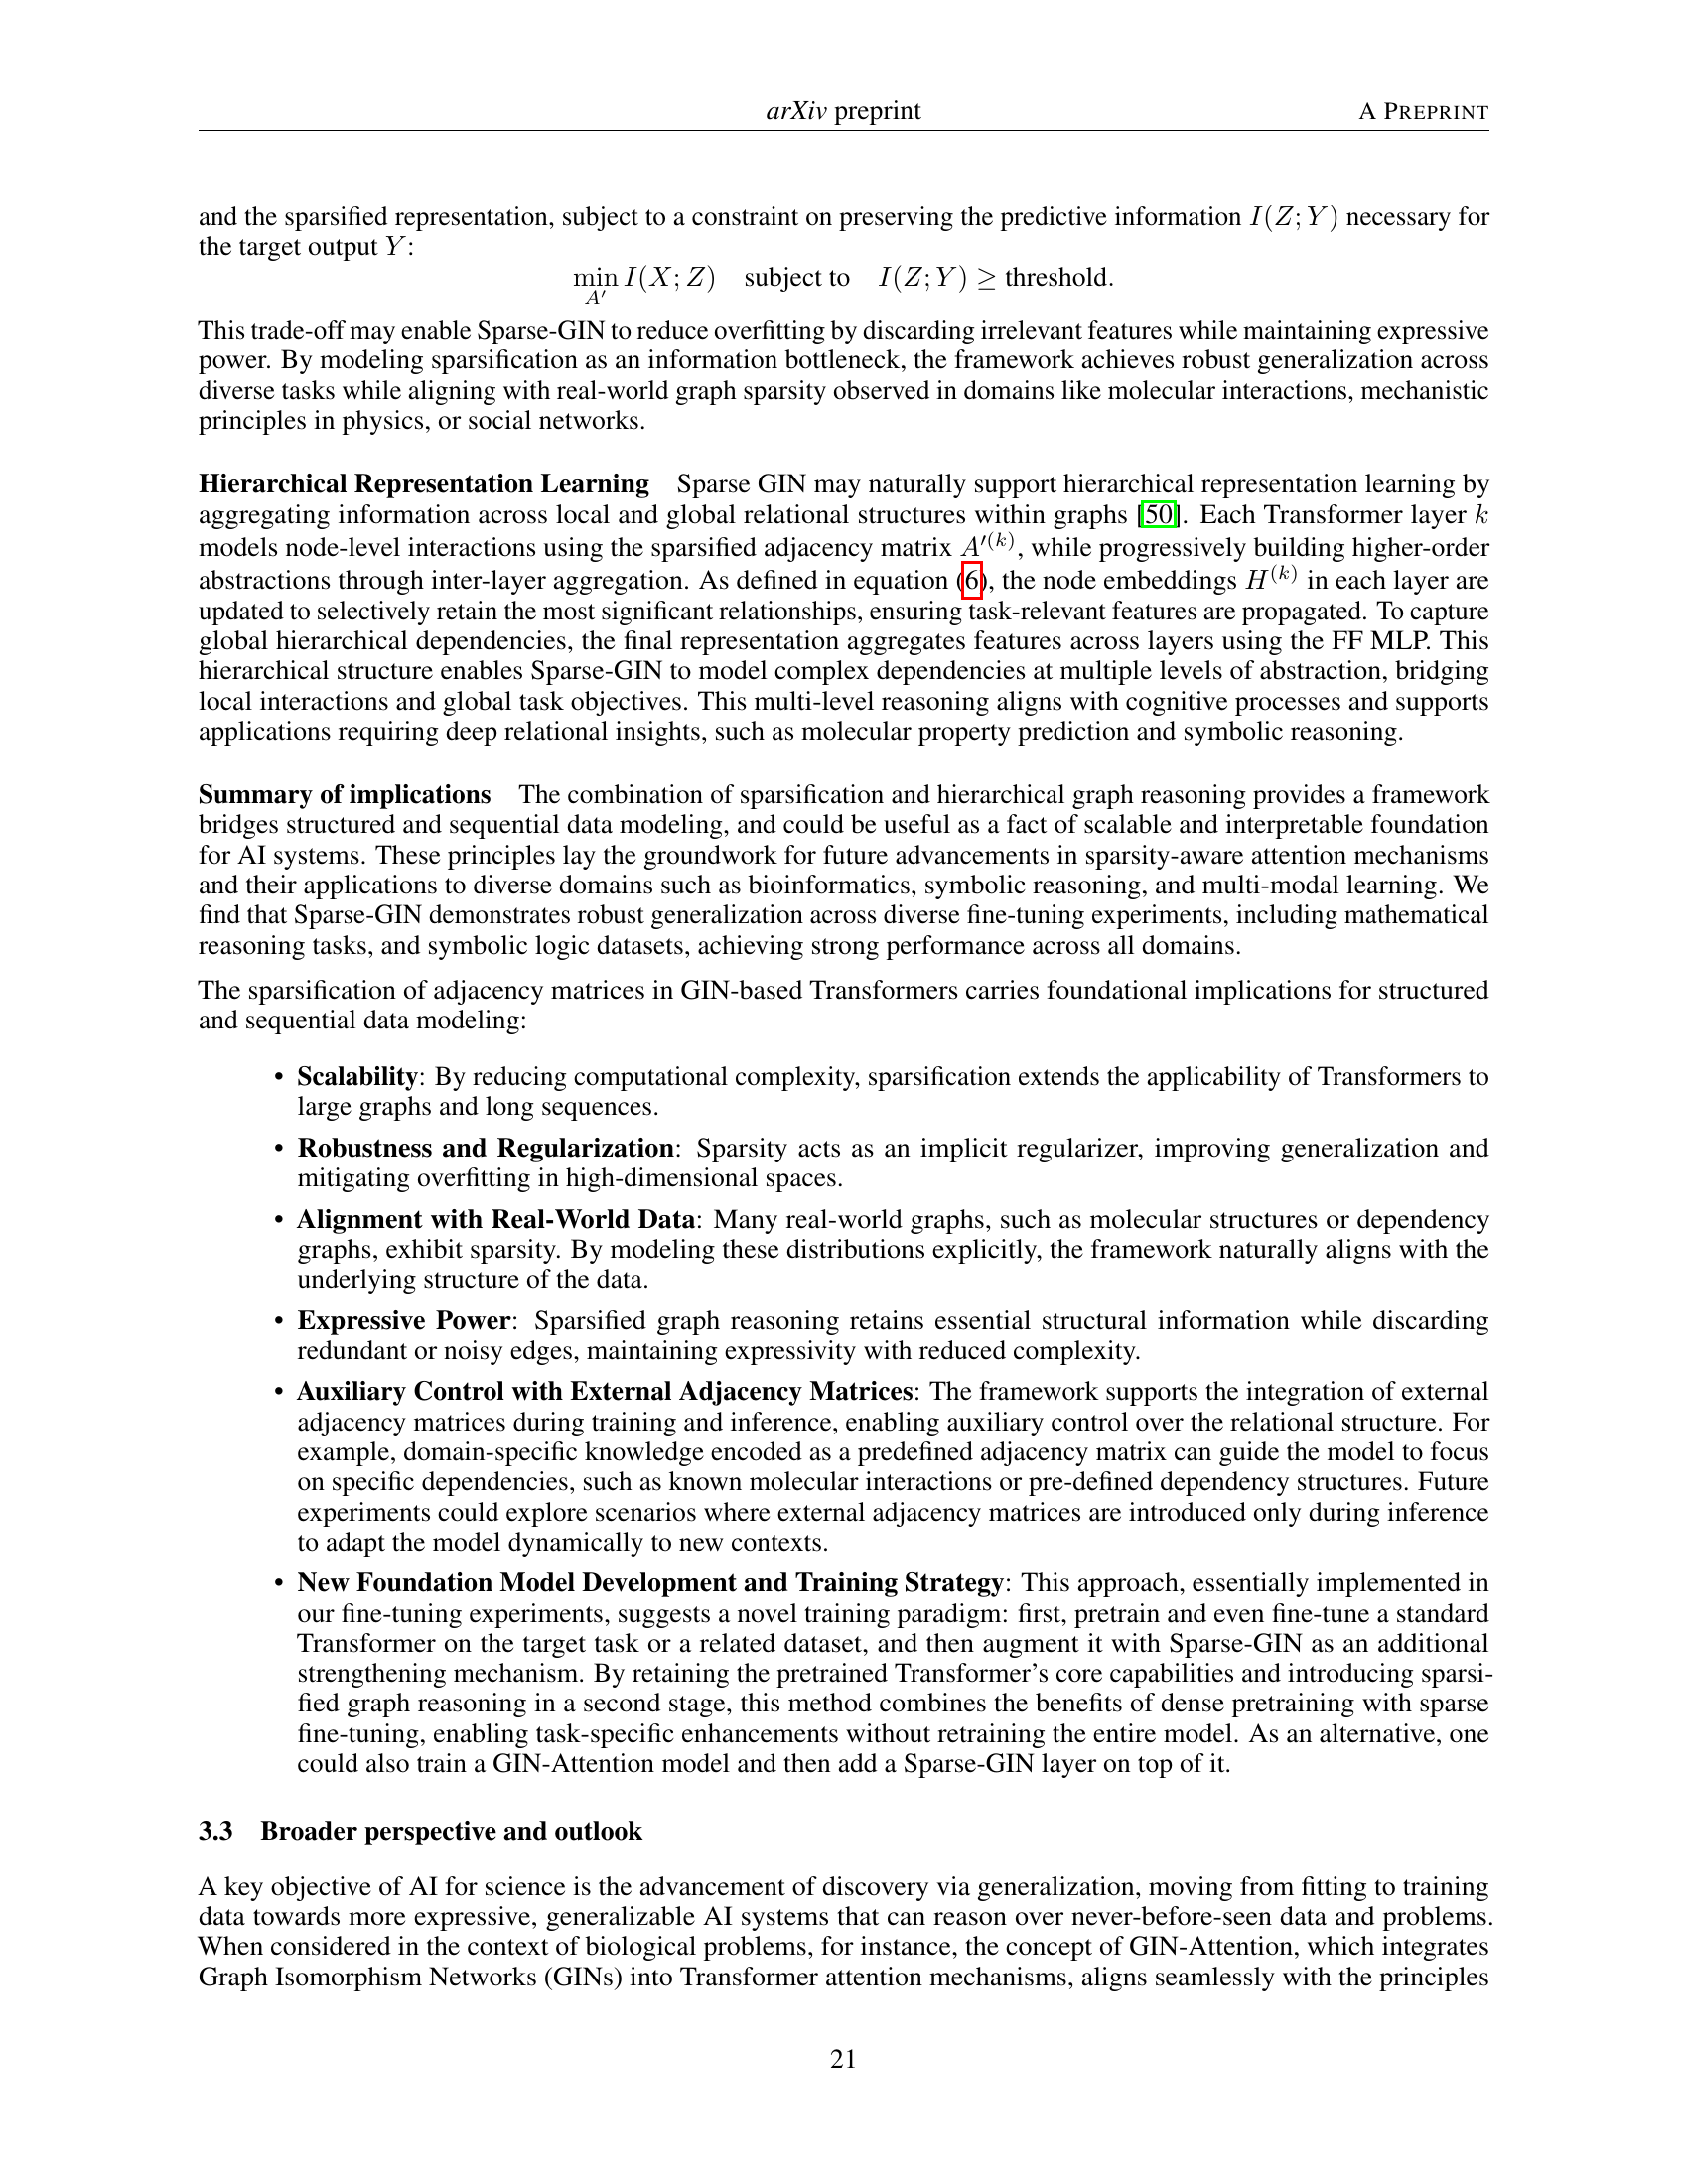 arXiv preprint A PREPRINT
and the sparsified representation, subject to a constraint on preserving the predictive information I(Z; Y) necessary for
the target output Y:
min I(X; Z) subject to I(Z; Y) ≥ threshold.
A′
This trade-off may enable Sparse-GIN to reduce overfitting by discarding irrelevant features while maintaining expressive
power. By modeling sparsification as an information bottleneck, the framework achieves robust generalization across
diverse tasks while aligning with real-world graph sparsity observed in domains like molecular interactions, mechanistic
principles in physics, or social networks.
Hierarchical Representation Learning Sparse GIN may naturally support hierarchical representation learning by
aggregating information across local and global relational structures within graphs [50]. Each Transformer layer k
models node-level interactions using the sparsified adjacency matrix A′(k), while progressively building higher-order
abstractions through inter-layer aggregation. As defined in equation (6), the node embeddings H(k) in each layer are
updated to selectively retain the most significant relationships, ensuring task-relevant features are propagated. To capture
global hierarchical dependencies, the final representation aggregates features across layers using the FF MLP. This
hierarchical structure enables Sparse-GIN to model complex dependencies at multiple levels of abstraction, bridging
local interactions and global task objectives. This multi-level reasoning aligns with cognitive processes and supports
applications requiring deep relational insights, such as molecular property prediction and symbolic reasoning.
Summary of implications The combination of sparsification and hierarchical graph reasoning provides a framework
bridges structured and sequential data modeling, and could be useful as a fact of scalable and interpretable foundation
for AI systems. These principles lay the groundwork for future advancements in sparsity-aware attention mechanisms
and their applications to diverse domains such as bioinformatics, symbolic reasoning, and multi-modal learning. We
find that Sparse-GIN demonstrates robust generalization across diverse fine-tuning experiments, including mathematical
reasoning tasks, and symbolic logic datasets, achieving strong performance across all domains.
The sparsification of adjacency matrices in GIN-based Transformers carries foundational implications for structured
and sequential data modeling:
• Scalability: By reducing computational complexity, sparsification extends the applicability of Transformers to
large graphs and long sequences.
• Robustness and Regularization: Sparsity acts as an implicit regularizer, improving generalization and
mitigating overfitting in high-dimensional spaces.
• Alignment with Real-World Data: Many real-world graphs, such as molecular structures or dependency
graphs, exhibit sparsity. By modeling these distributions explicitly, the framework naturally aligns with the
underlying structure of the data.
• Expressive Power: Sparsified graph reasoning retains essential structural information while discarding
redundant or noisy edges, maintaining expressivity with reduced complexity.
• Auxiliary Control with External Adjacency Matrices: The framework supports the integration of external
adjacency matrices during training and inference, enabling auxiliary control over the relational structure. For
example, domain-specific knowledge encoded as a predefined adjacency matrix can guide the model to focus
on specific dependencies, such as known molecular interactions or pre-defined dependency structures. Future
experiments could explore scenarios where external adjacency matrices are introduced only during inference
to adapt the model dynamically to new contexts.
• New Foundation Model Development and Training Strategy: This approach, essentially implemented in
our fine-tuning experiments, suggests a novel training paradigm: first, pretrain and even fine-tune a standard
Transformer on the target task or a related dataset, and then augment it with Sparse-GIN as an additional
strengthening mechanism. By retaining the pretrained Transformer's core capabilities and introducing sparsi-
fied graph reasoning in a second stage, this method combines the benefits of dense pretraining with sparse
fine-tuning, enabling task-specific enhancements without retraining the entire model. As an alternative, one
could also train a GIN-Attention model and then add a Sparse-GIN layer on top of it.
3.3 Broader perspective and outlook
A key objective of AI for science is the advancement of discovery via generalization, moving from fitting to training
data towards more expressive, generalizable AI systems that can reason over never-before-seen data and problems.
When considered in the context of biological problems, for instance, the concept of GIN-Attention, which integrates
Graph Isomorphism Networks (GINs) into Transformer attention mechanisms, aligns seamlessly with the principles
21